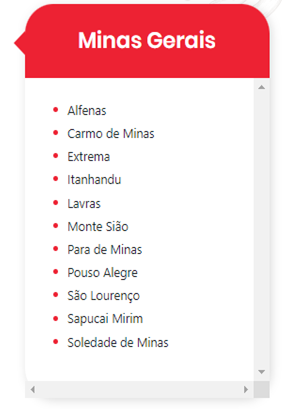 Minas Gerais
Alfenas
Carmo de Minas
Extrema
Itanhandu
Lavras
Monte Sião
Para de Minas
Pouso Alegre
São Lourenço
Sapucai Mirim
Soledade de Minas